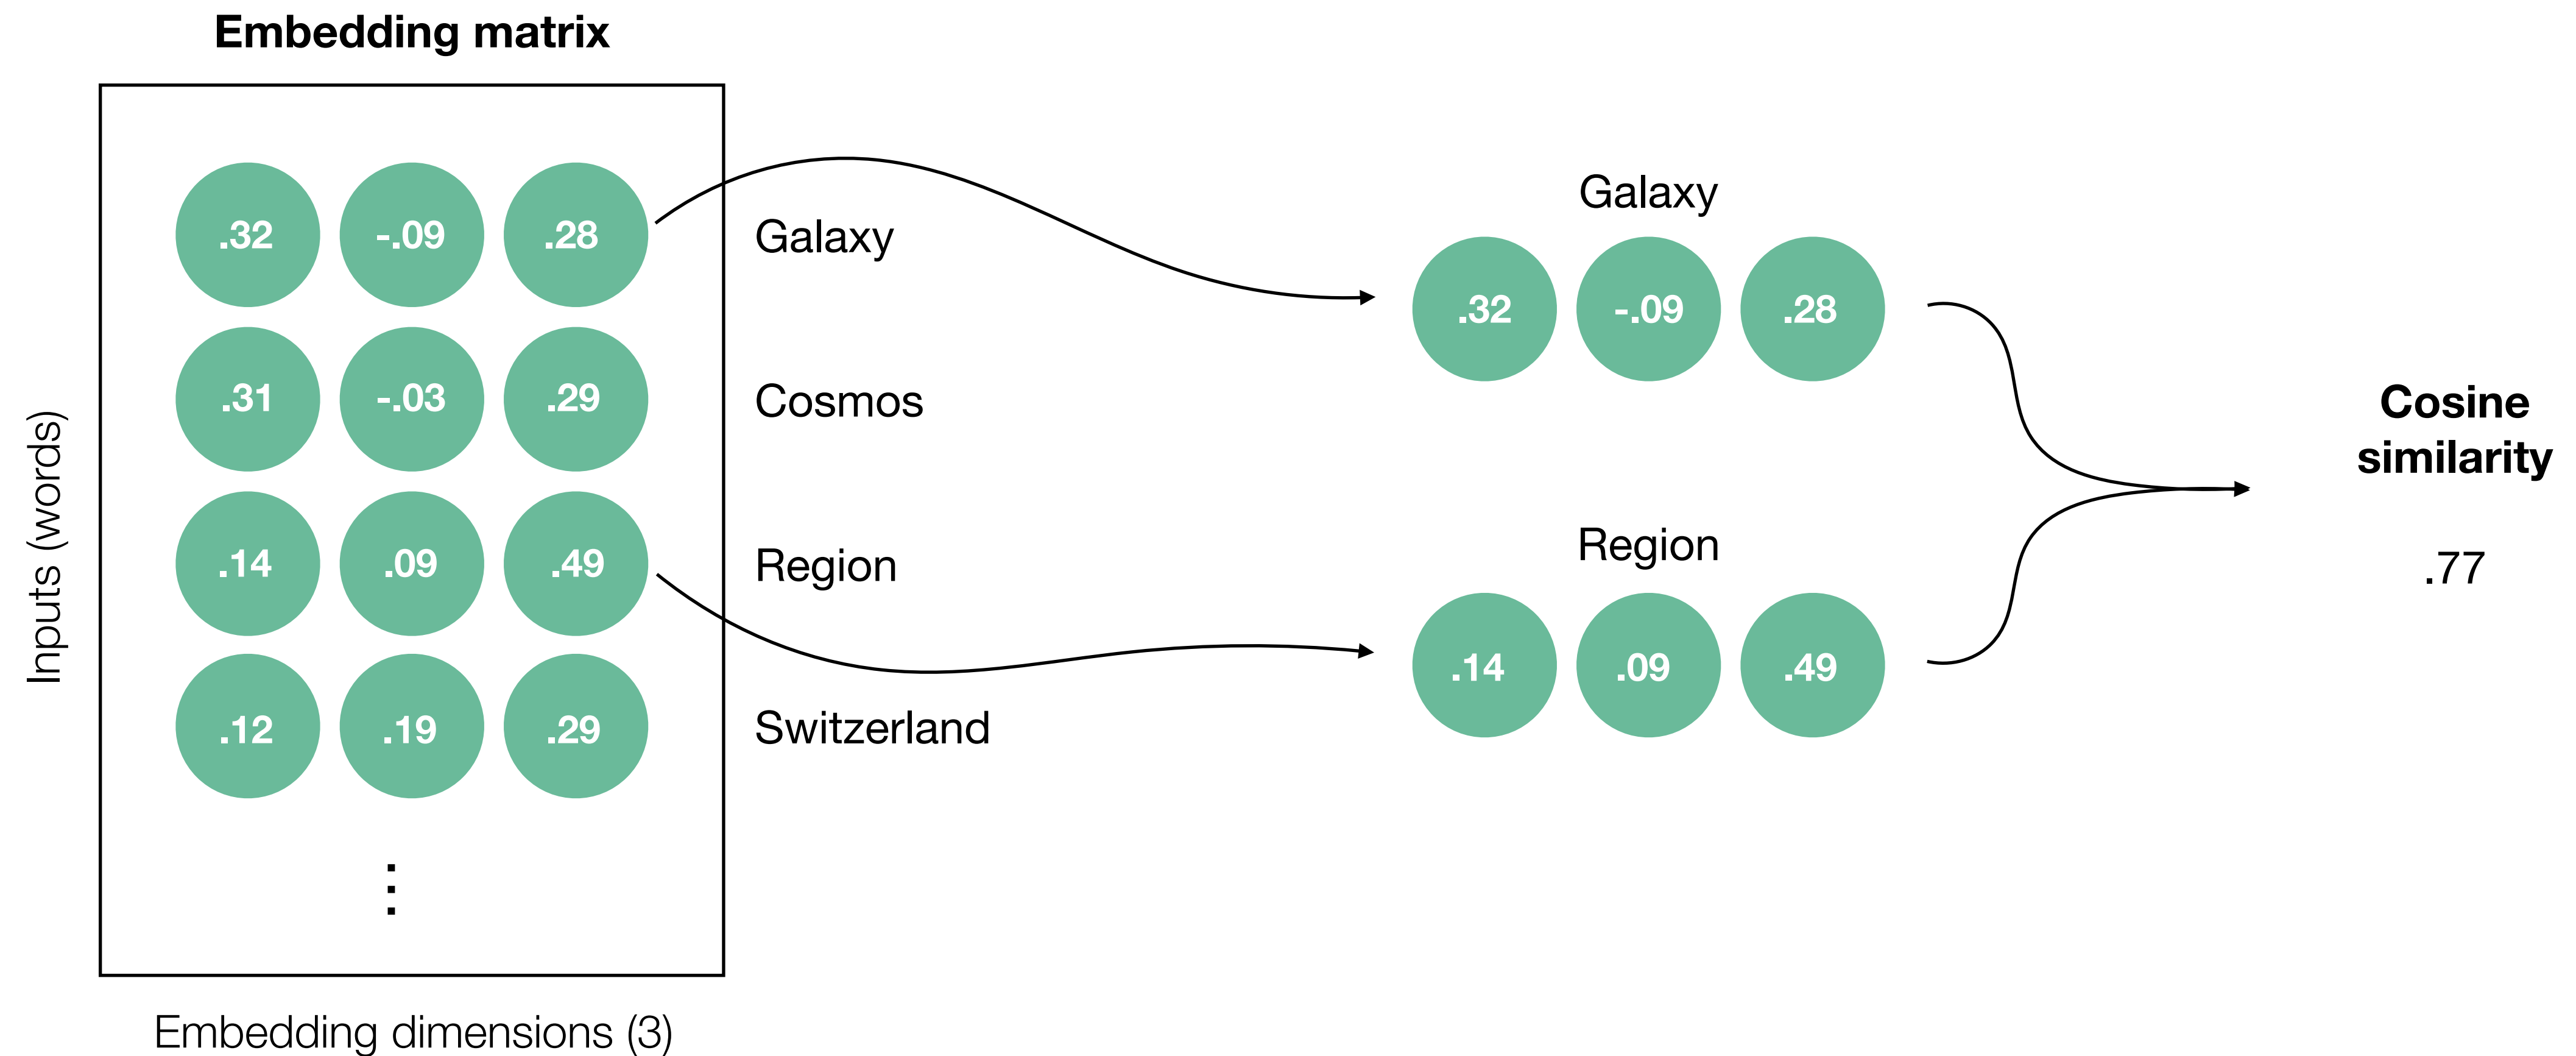 Embedding matrix
Inputs (words)
.32 -.09 .28 Galaxy
.31 -.03 .29 Cosmos
.14 .09 .49 Region
.12 .19 .29 Switzerland
Embedding dimensions (3)
Galaxy
.32 -.09 .28
Region
.14 .09 .49
Cosine
similarity
.77